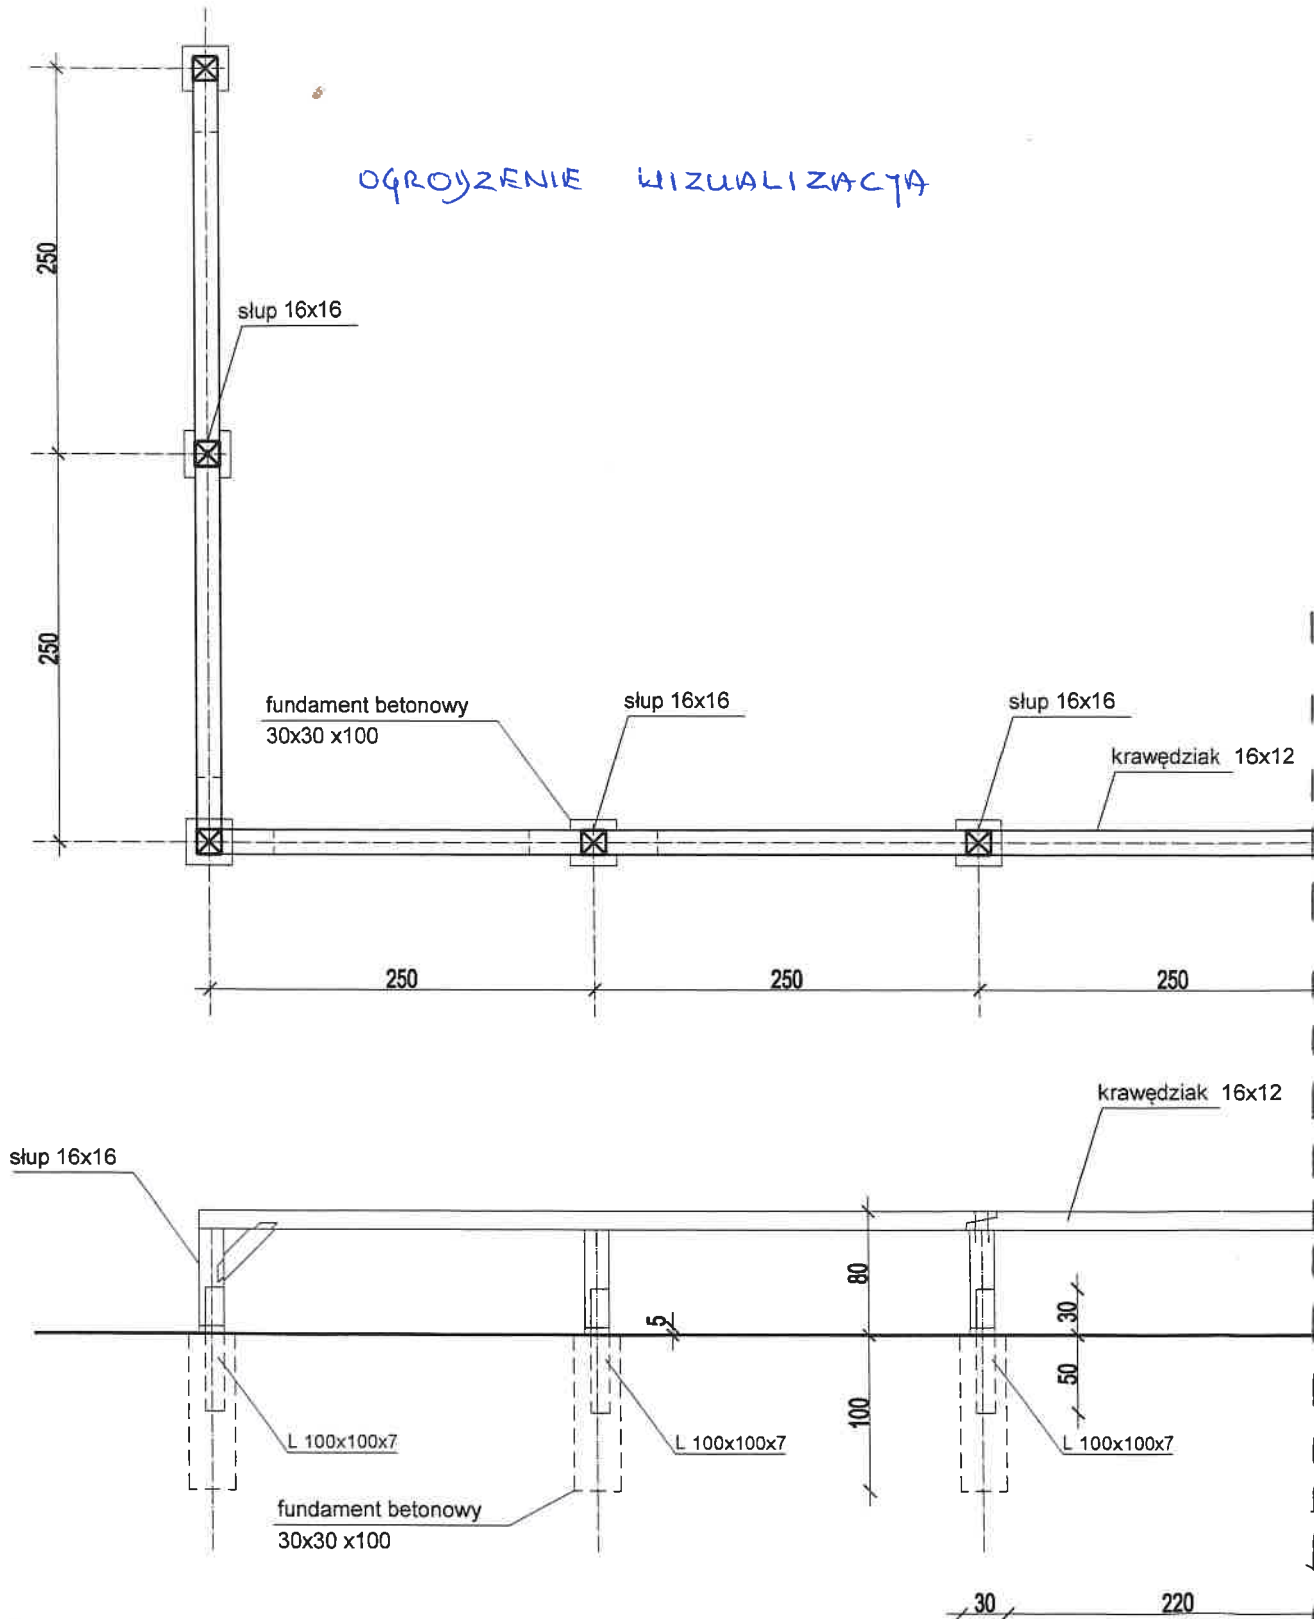 OGRODZENIE WIZUALIZACJA
250
słup 16x16
250
fundament betonowy
30x30 x100
słup 16x16
słup 16x16
krawędziak 16x12
250
250
250
krawędziak 16x12
słup 16x16
80
5
30
50
100
L 100x100x7
L 100x100x7
L 100x100x7
fundament betonowy
30x30 x100
30
220